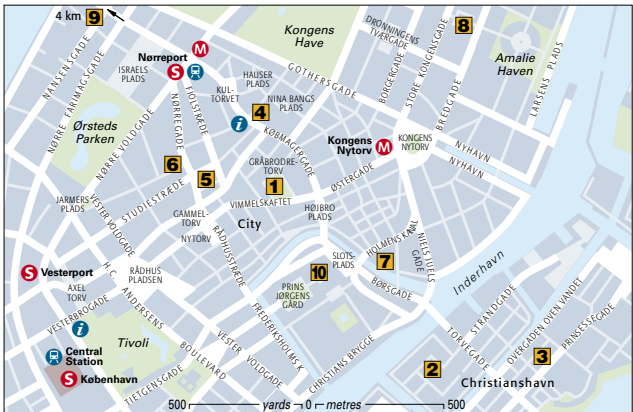 4 km
9
NANSENSGADE
NØRRE FARIMAGSGADE
ISRAELS
PLADS
Nørreport
S
M
Kongens
Have
GOTHERSGADE
DRONNINGENS
TVÆRGADE
BORGERGADE
STORE KONGENSGADE
8
BREDGADE
Amalie
Haven
LARSENS PLADS
Ørsteds
Parken
NØRRE VOLDGADE
NØRREGADE
FIOLSTRÆDE
KUL-
TORVET
HAUSER
PLADS
NINA BANGS
PLADS
4
i
KØBMAGERGADE
Kongens
Nytorv
M
KONGENS
NYTORV
NYHAVN
NYHAVN
6
5
STUDIESTRÆDE
GRÅBRODRE-
TORV
1
VIMMELSKAFTET
ØSTERGADE
JARMERS
PLADS
VESTER VOLDGADE
GAMMEL-
TORV
NYTORV
City
HØJBRO
PLADS
HOLMENS KANAL
NIELS JUELS
GADE
Inderhavn
S
Vesterport
RÅDHUS
PLADSEN
RÅDHUSSTRÆDE
10
SLOTS-
PLADS
7
BØRSGADE
AXEL
TORV
VESTERBROGADE
H.C. ANDERSENS
BOULEVARD
PRINS
JØRGENS
GÅRD
FREDERIKSHOLMS K
STRANDGADE
OVERGADEN OVEN VANDET
PRINSESSEGADE
TORVEGADE
i
Tivoli
Central
Station
S
København
TIETGENSGADE
VESTER
VOLDGADE
CHRISTIANS BRYGGE
2
3
Christianshavn
500
yards
0
metres
500